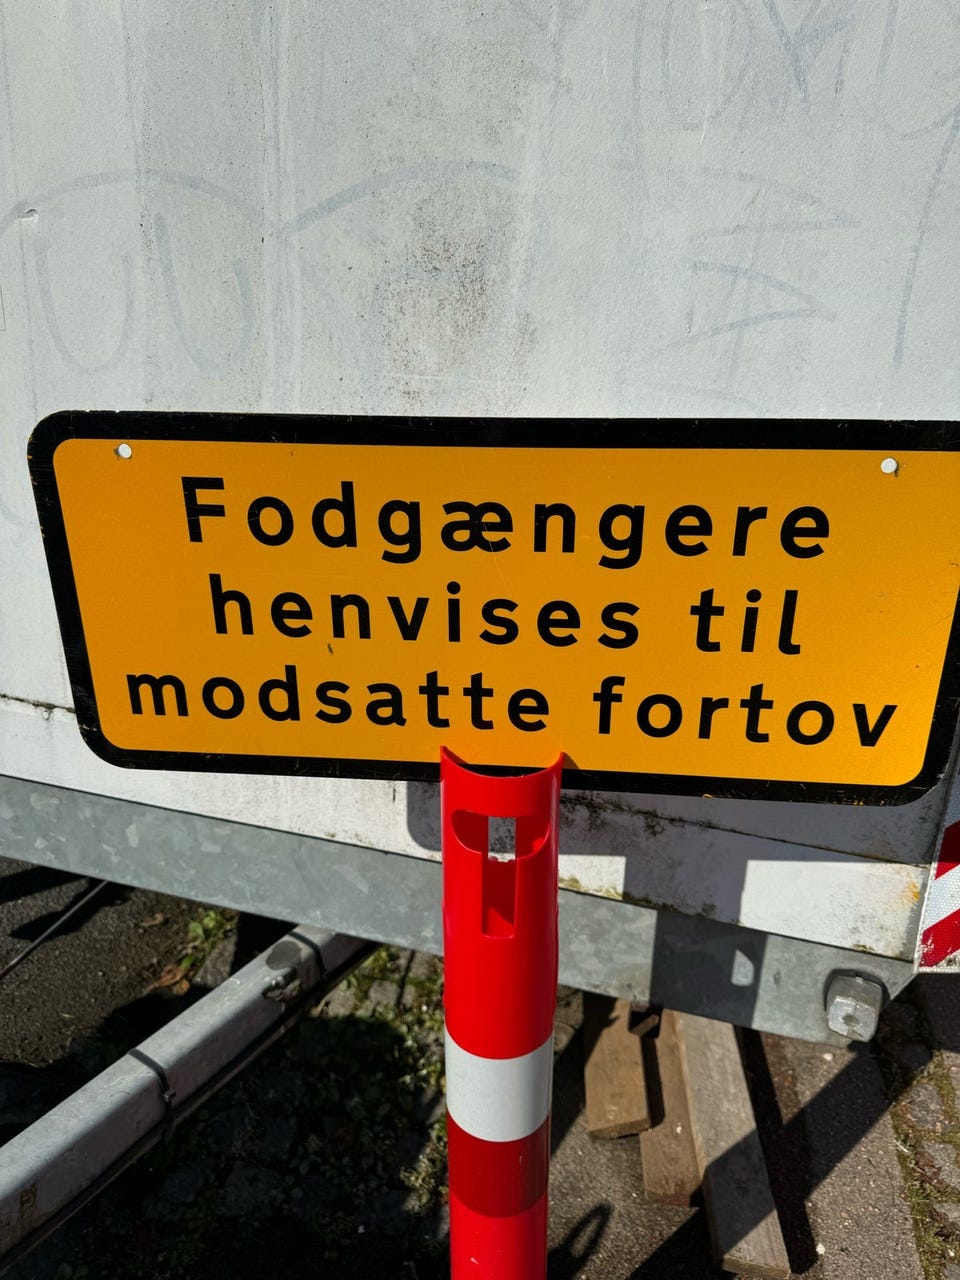 Fodgængere
henvises til
modsatte fortov